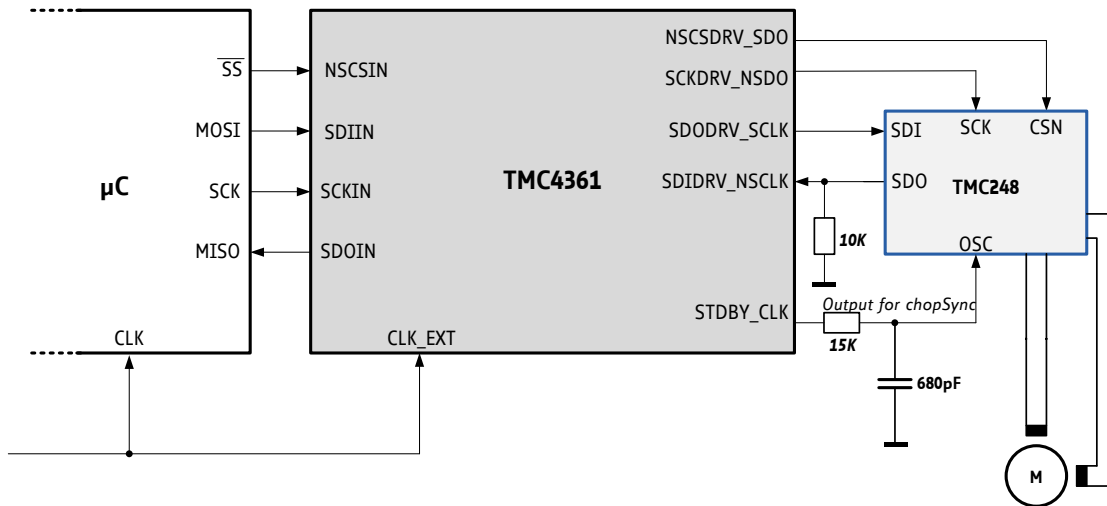 NSCSDRV_SDO
SS NSCSIN
SCKDRV_NSDO
MOSI SDIIN
SDODRV_SCLK SDI SCK CSN
µC TMC4361
SCK SCKIN
SDIDRV_NSCLK SDO TMC248
MISO SDOIN
10K OSC
Output for chopSync
STDBY_CLK
CLK CLK_EXT
15K
680pF
M